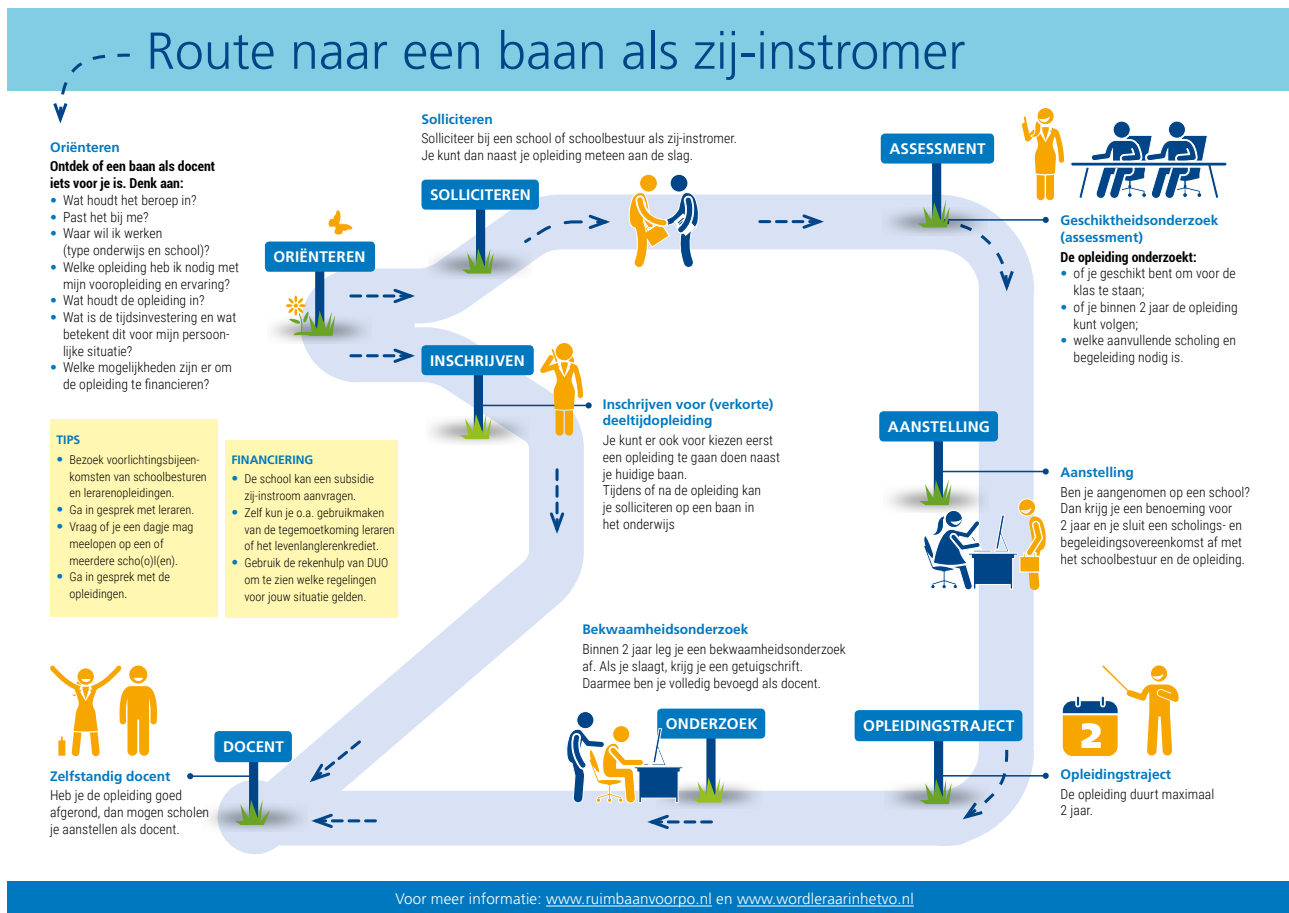 Route naar een baan als zij-instromer
Oriënteren
Ontdek of een baan als docent
iets voor je is. Denk aan:
• Wat houdt het beroep in?
• Past het bij me?
• Waar wil ik werken
(type onderwijs en school)?
• Welke opleiding heb ik nodig met
mijn vooropleiding en ervaring?
• Wat houdt de opleiding in?
• Wat is de tijdsinvestering en wat
betekent dit voor mijn persoon-
lijke situatie?
• Welke mogelijkheden zijn er om
de opleiding te financieren?
ORIËNTEREN
Solliciteren
Solliciteer bij een school of schoolbestuur als zij-instromer.
Je kunt dan naast je opleiding meteen aan de slag.
SOLLICITEREN
ASSESSMENT
Geschiktheidsonderzoek
(assessment)
De opleiding onderzoekt:
• of je geschikt bent om voor de
klas te staan;
• of je binnen 2 jaar de opleiding
kunt volgen;
• welke aanvullende scholing en
begeleiding nodig is.
INSCHRIJVEN
Inschrijven voor (verkorte)
deeltijdopleiding
Je kunt er ook voor kiezen eerst
een opleiding te gaan doen naast
je huidige baan.
Tijdens of na de opleiding kan
je solliciteren op een baan in
het onderwijs
AANSTELLING
Aanstelling
Ben je aangenomen op een school?
Dan krijg je een benoeming voor
2 jaar en je sluit een scholings- en
begeleidingsovereenkomst af met
het schoolbestuur en de opleiding.
TIPS
• Bezoek voorlichtingsbijeen-
komsten van schoolbesturen
en lerarenopleidingen.
• Ga in gesprek met leraren.
• Vraag of je een dagje mag
meelopen op een of
meerdere scho(o)l(en).
• Ga in gesprek met de
opleidingen.
FINANCIERING
• De school kan een subsidie
zij-instroom aanvragen.
• Zelf kun je o.a. gebruikmaken
van de tegemoetkoming leraren
of het levenlanglerenkrediet.
• Gebruik de rekenhulp van DUO
om te zien welke regelingen
voor jouw situatie gelden.
Bekwaamheidsonderzoek
Binnen 2 jaar leg je een bekwaamheidsonderzoek
af. Als je slaagt, krijg je een getuigschrift.
Daarmee ben je volledig bevoegd als docent.
ONDERZOEK
OPLEIDINGSTRAJECT
2
Opleidingstraject
De opleiding duurt maximaal
2 jaar.
DOCENT
Zelfstandig docent
Heb je de opleiding goed
afgerond, dan mogen scholen
je aanstellen als docent.
Voor meer informatie: www.ruimbaanvoorpo.nl en www.wordleraarinhetvo.nl